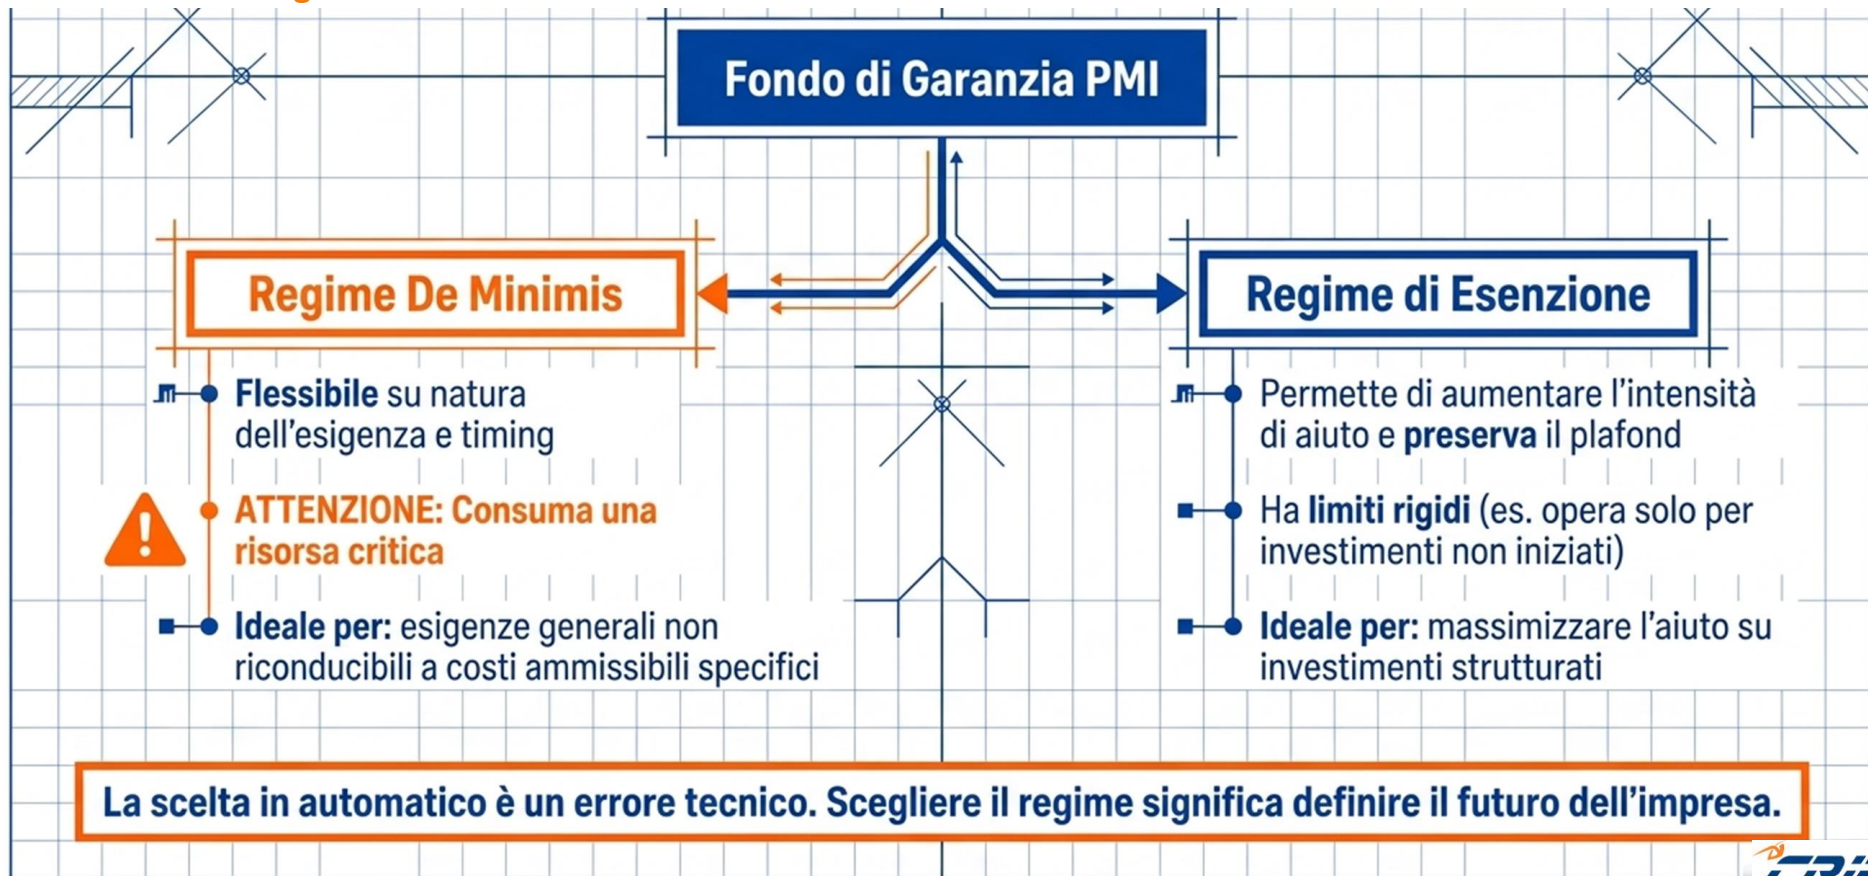 Fondo di Garanzia PMI
Regime De Minimis
Flessibile su natura
dell'esigenza e timing
ATTENZIONE: Consuma una
risorsa critica
Ideale per: esigenze generali non
riconducibili a costi ammissibili specifici
Regime di Esenzione
Permette di aumentare l'intensità
di aiuto e preserva il plafond
Ha limiti rigidi (es. opera solo per
investimenti non iniziati)
Ideale per: massimizzare l'aiuto su
investimenti strutturati
La scelta in automatico è un errore tecnico. Scegliere il regime significa definire il futuro dell'impresa.